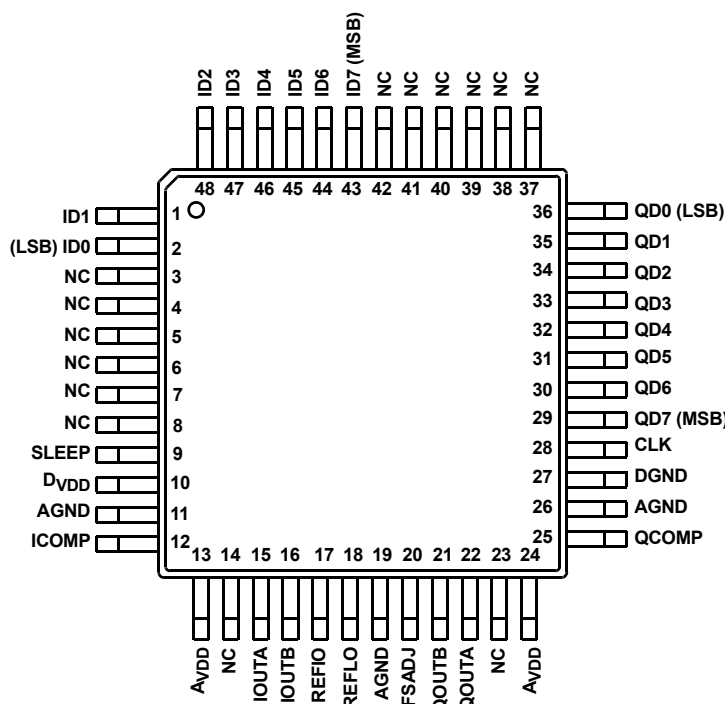 ID2
ID3
ID4
ID5
ID6
ID7 (MSB)
NC
NC
NC
NC
NC
NC
48 47 46 45 44 43 42 41 40 39 38 37
ID1 1
(LSB) ID0 2
NC 3
NC 4
NC 5
NC 6
NC 7
NC 8
SLEEP 9
DVDD 10
AGND 11
ICOMP 12
36 QD0 (LSB)
35 QD1
34 QD2
33 QD3
32 QD4
31 QD5
30 QD6
29 QD7 (MSB)
28 CLK
27 DGND
26 AGND
25 QCOMP
13 14 15 16 17 18 19 20 21 22 23 24
AVDD
NC
IOUTA
IOUTB
REFIO
REFLO
AGND
FSADJ
QOUTB
QOUTA
NC
AVDD